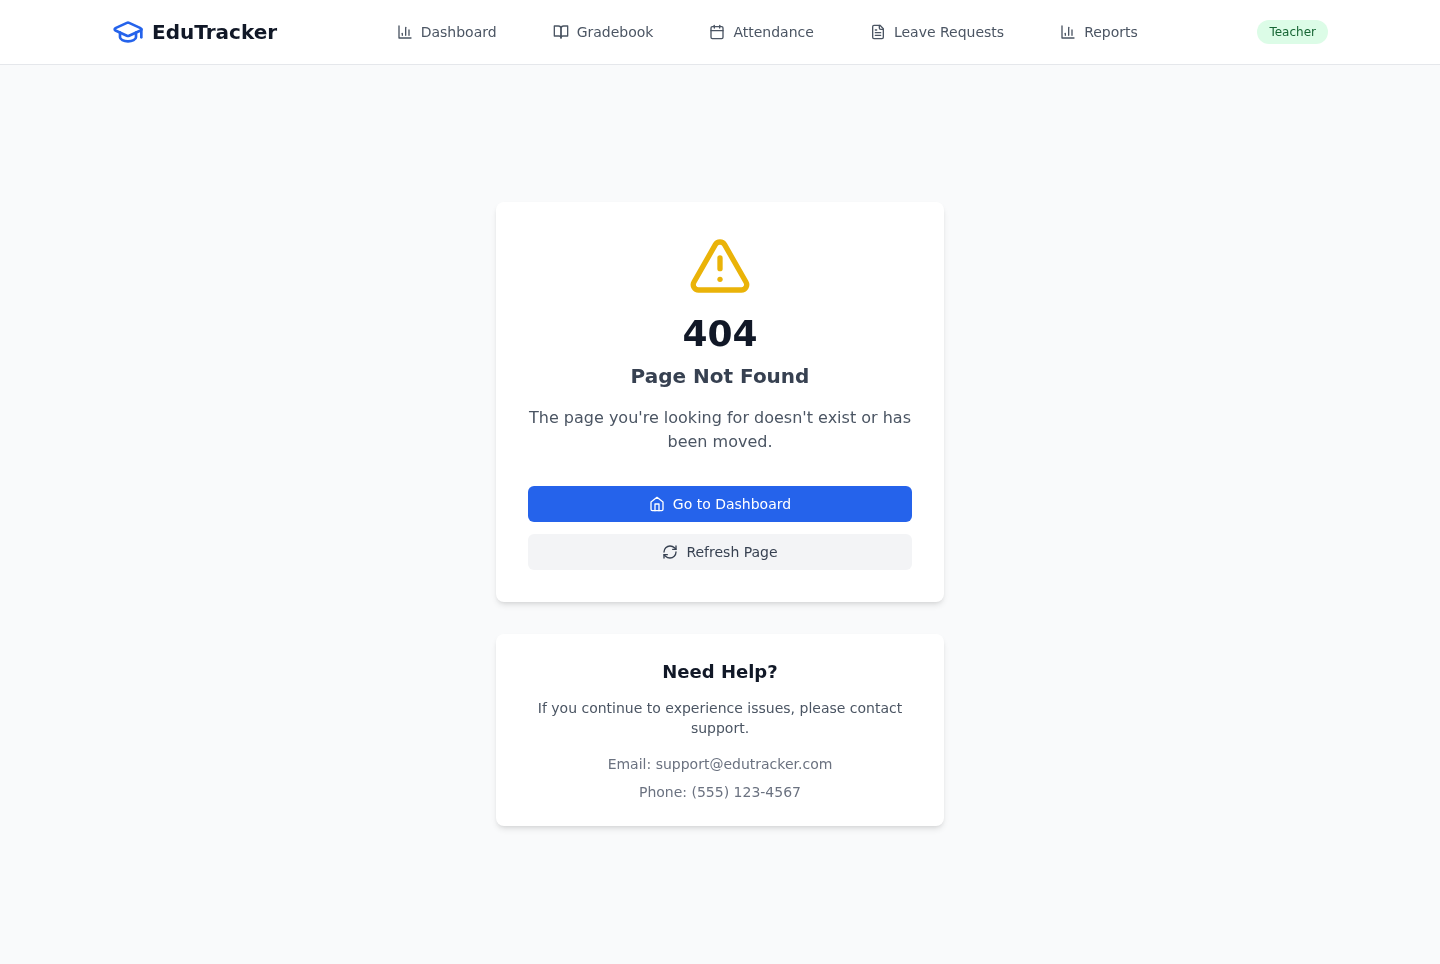 EduTracker
Dashboard
Gradebook
Attendance
Leave Requests
Reports
Teacher
404
Page Not Found
The page you're looking for doesn't exist or has
been moved.
Go to Dashboard
Refresh Page
Need Help?
If you continue to experience issues, please contact
support.
Email: support@edutracker.com
Phone: (555) 123-4567